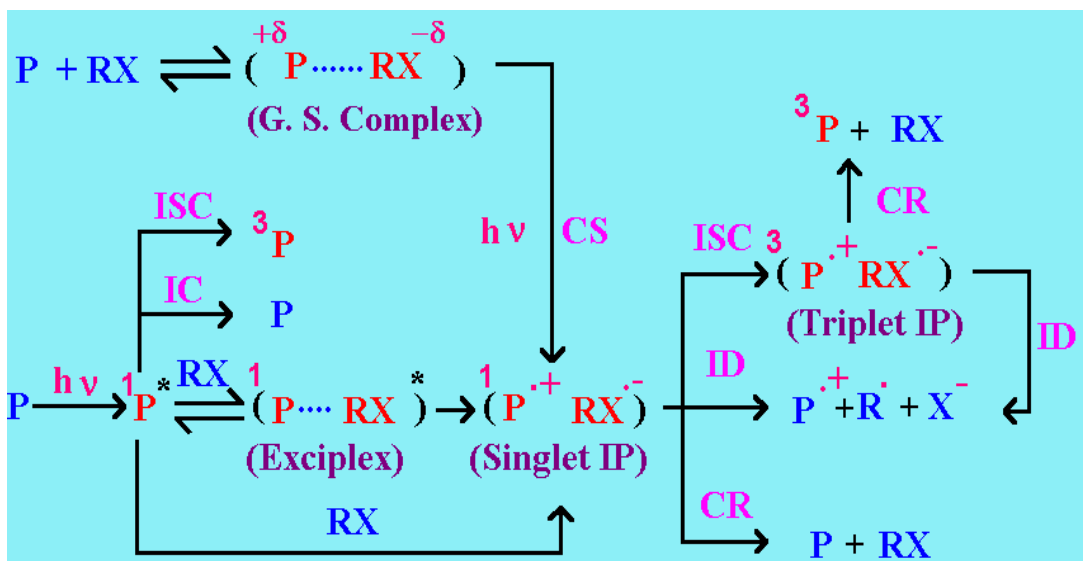 P + RX ⇌ ( +δ P ······ RX −δ )
(G. S. Complex)
³P + RX
CR
ISC
³P
hν CS
ISC
³( P·+ RX·- )
(Triplet IP)
IC
P
ID
ID
P hν ¹P* RX ¹( P ···· RX )* ¹( P·+ RX·- )
P·+ + R· + X-
(Exciplex)
(Singlet IP)
CR
RX
P + RX